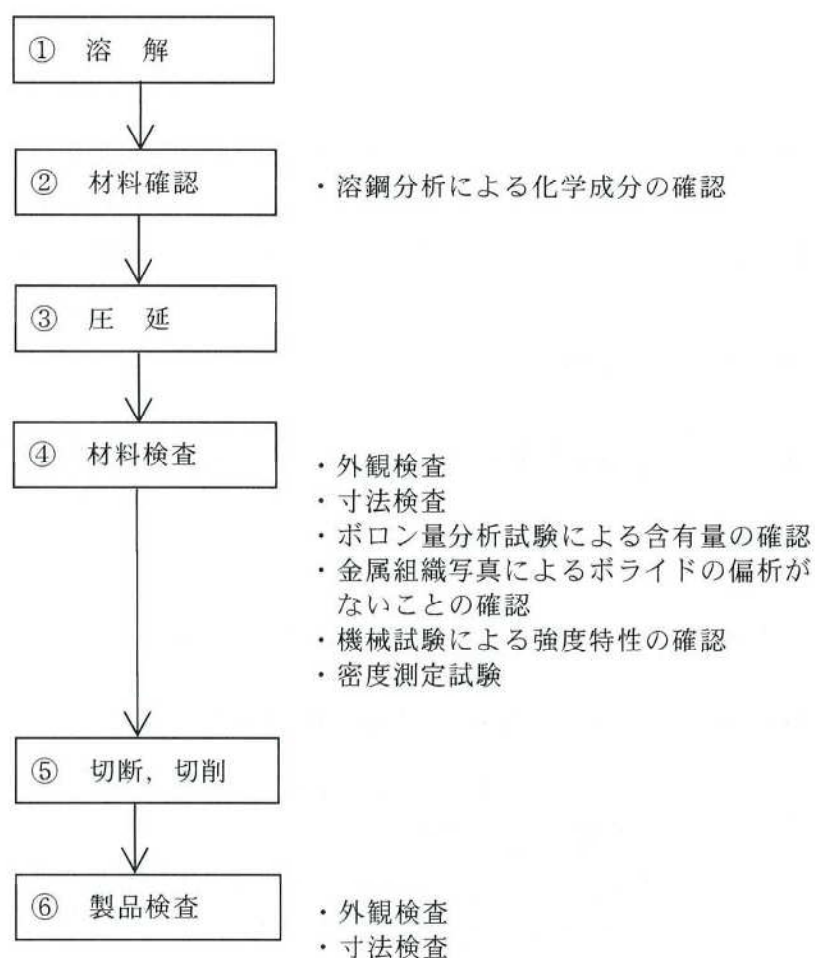 ① 溶 解
② 材料確認
・溶鋼分析による化学成分の確認
③ 圧 延
④ 材料検査
・外観検査
・寸法検査
・ボロン量分析試験による含有量の確認
・金属組織写真によるボライドの偏析が
ないことの確認
・機械試験による強度特性の確認
・密度測定試験
⑤ 切断，切削
⑥ 製品検査
・外観検査
・寸法検査